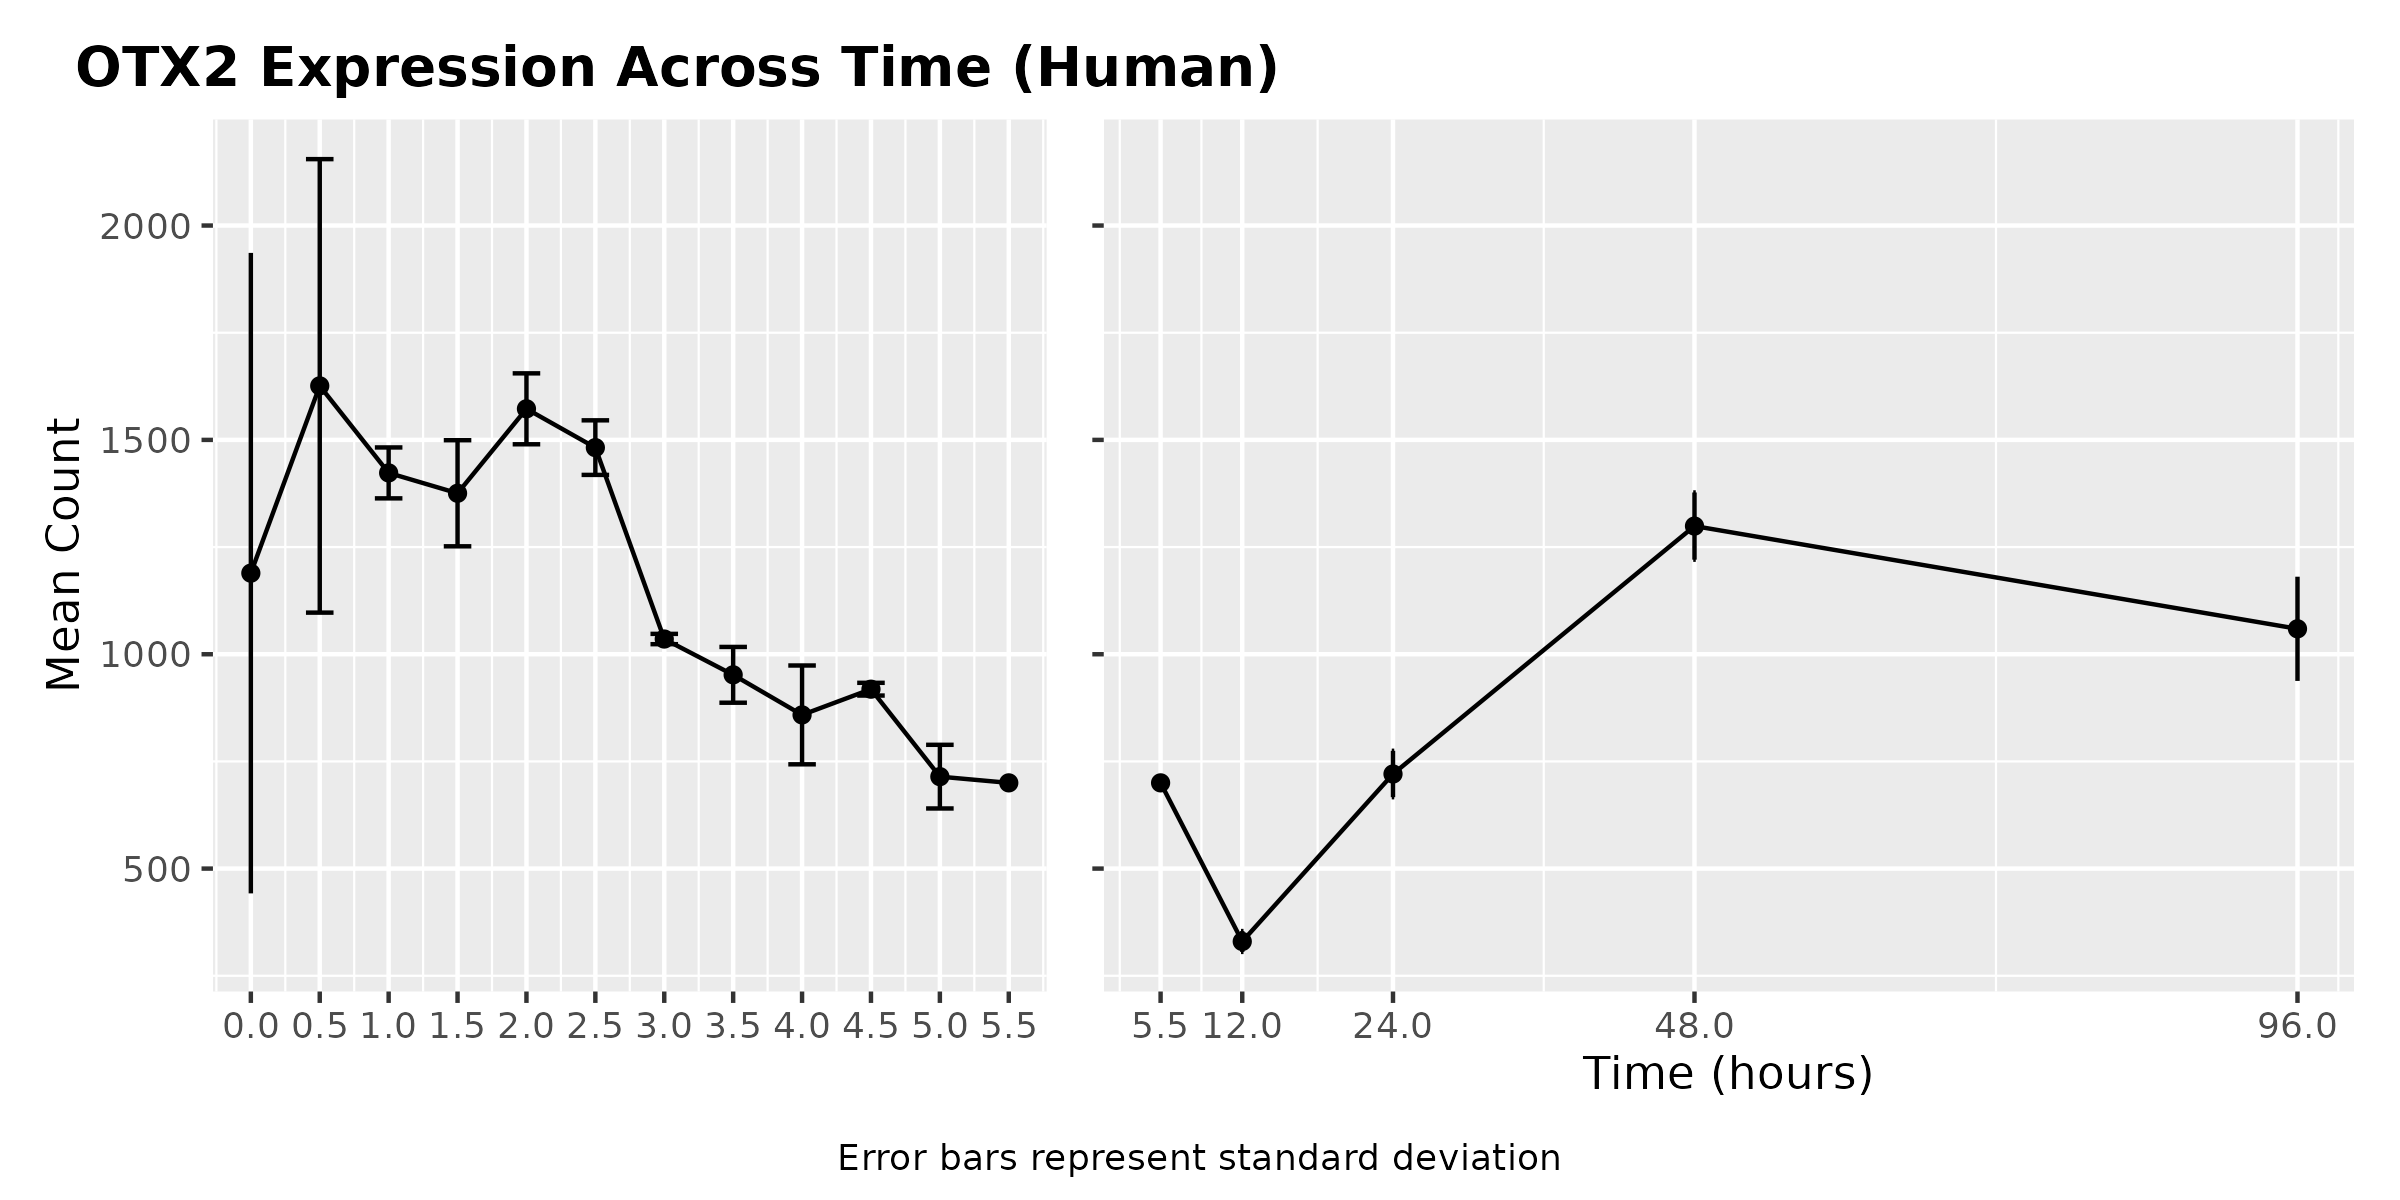 OTX2 Expression Across Time (Human)
Mean Count
2000
1500
1000
500
0.0 0.5 1.0 1.5 2.0 2.5 3.0 3.5 4.0 4.5 5.0 5.5
5.5 12.0 24.0 48.0 96.0
Time (hours)
Error bars represent standard deviation